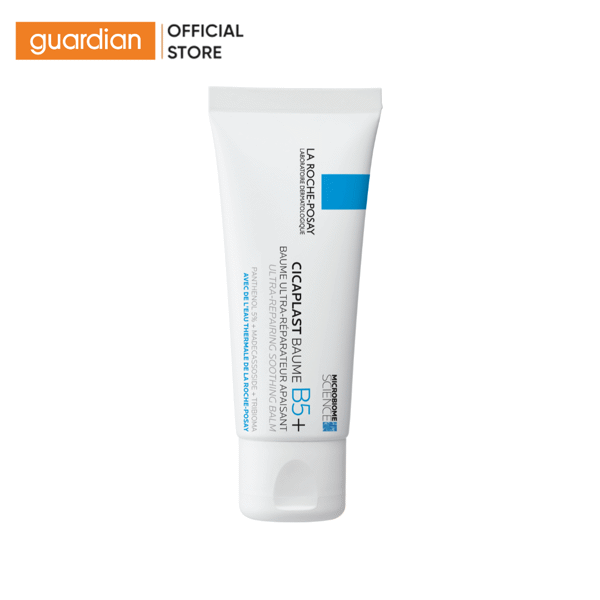 guardian
OFFICIAL
STORE
LA ROCHE-POSAY
LABORATOIRE DERMATOLOGIQUE
CICAPLAST BAUME B5+
BAUME ULTRA-RÉPARATEUR APAISANT
ULTRA-REPAIRING SOOTHING BALM
PANTHENOL 5% + MADECASSOSIDE + TRIBIOMA
AVEC DE L'EAU THERMALE DE LA ROCHE-POSAY
MICROBIOME
SCIENCE